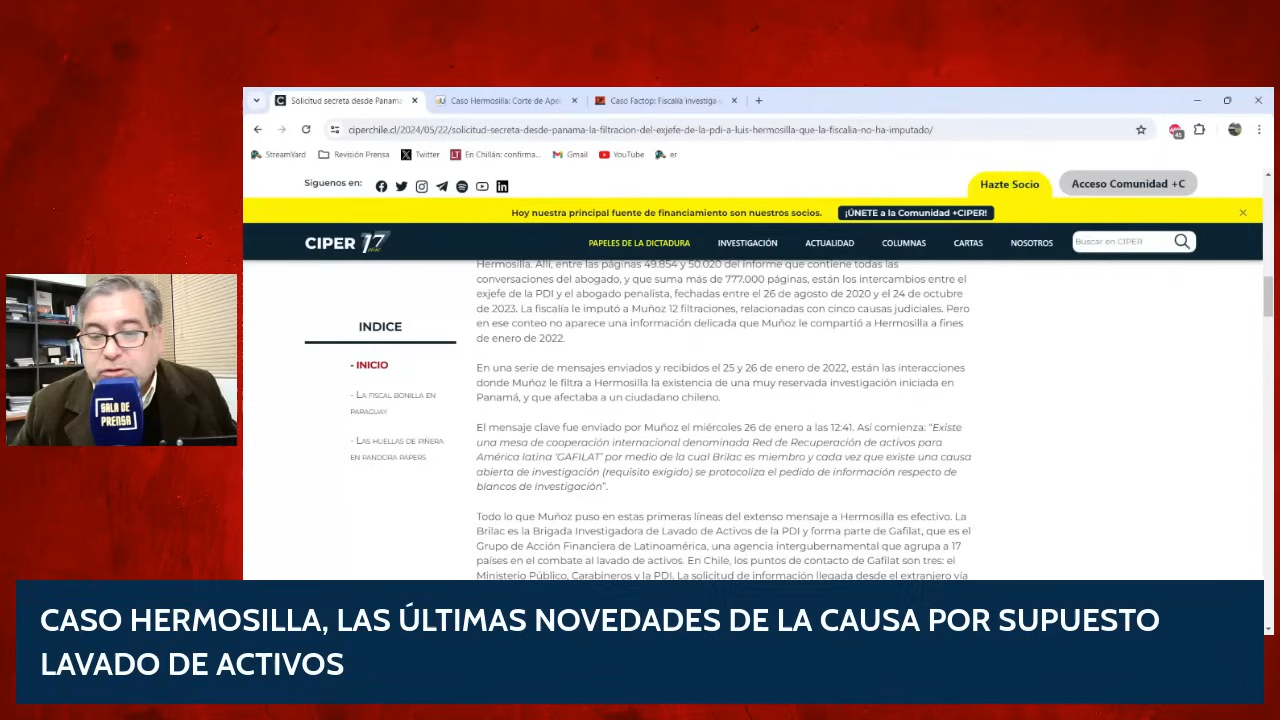 Solicitud secreta desde Panamá
Caso Hermosilla: Corte de Ape
Caso Factop: Fiscalía investiga
ciperchile.cl/2024/05/22/solicitud-secreta-desde-panama-la-filtracion-del-exjefe-de-la-pdi-a-luis-hermosilla-que-la-fiscalia-no-ha-imputado/
45
StreamYard
Revisión Prensa
Twitter
LT En Chillán: confirma...
Gmail
YouTube
er
Síguenos en:
Hazte Socio
Acceso Comunidad +C
Hoy nuestra principal fuente de financiamiento son nuestros socios.
¡ÚNETE a la Comunidad +CIPER!
CIPER 17
PAPELES DE LA DICTADURA
INVESTIGACIÓN
ACTUALIDAD
COLUMNAS
CARTAS
NOSOTROS
Buscar en CIPER
INDICE
- INICIO
- LA FISCAL BONILLA EN
PARAGUAY
- LAS HUELLAS DE PIÑERA
EN PANDORA PAPERS
Hermosilla. Allí, entre las páginas 49.854 y 50.020 del informe que contiene todas las
conversaciones del abogado, y que suma más de 777.000 páginas, están los intercambios entre el
exjefe de la PDI y el abogado penalista, fechadas entre el 26 de agosto de 2020 y el 24 de octubre
de 2023. La fiscalía le imputó a Muñoz 12 filtraciones, relacionadas con cinco causas judiciales. Pero
en ese conteo no aparece una información delicada que Muñoz le compartió a Hermosilla a fines
de enero de 2022.
En una serie de mensajes enviados y recibidos el 25 y 26 de enero de 2022, están las interacciones
donde Muñoz le filtra a Hermosilla la existencia de una muy reservada investigación iniciada en
Panamá, y que afectaba a un ciudadano chileno.
El mensaje clave fue enviado por Muñoz el miércoles 26 de enero a las 12:41. Así comienza: “Existe
una mesa de cooperación internacional denominada Red de Recuperación de activos para
América latina ‘GAFILAT’ por medio de la cual Brilac es miembro y cada vez que existe una causa
abierta de investigación (requisito exigido) se protocoliza el pedido de información respecto de
blancos de investigación”.
Todo lo que Muñoz puso en estas primeras líneas del extenso mensaje a Hermosilla es efectivo. La
Brilac es la Brigada Investigadora de Lavado de Activos de la PDI y forma parte de Gafilat, que es el
Grupo de Acción Financiera de Latinoamérica, una agencia intergubernamental que agrupa a 17
países en el combate al lavado de activos. En Chile, los puntos de contacto de Gafilat son tres: el
Ministerio Público, Carabineros y la PDI. La solicitud de información llegada desde el extranjero vía
SALA DE
PRENSA
CASO HERMOSILLA, LAS ÚLTIMAS NOVEDADES DE LA CAUSA POR SUPUESTO
LAVADO DE ACTIVOS